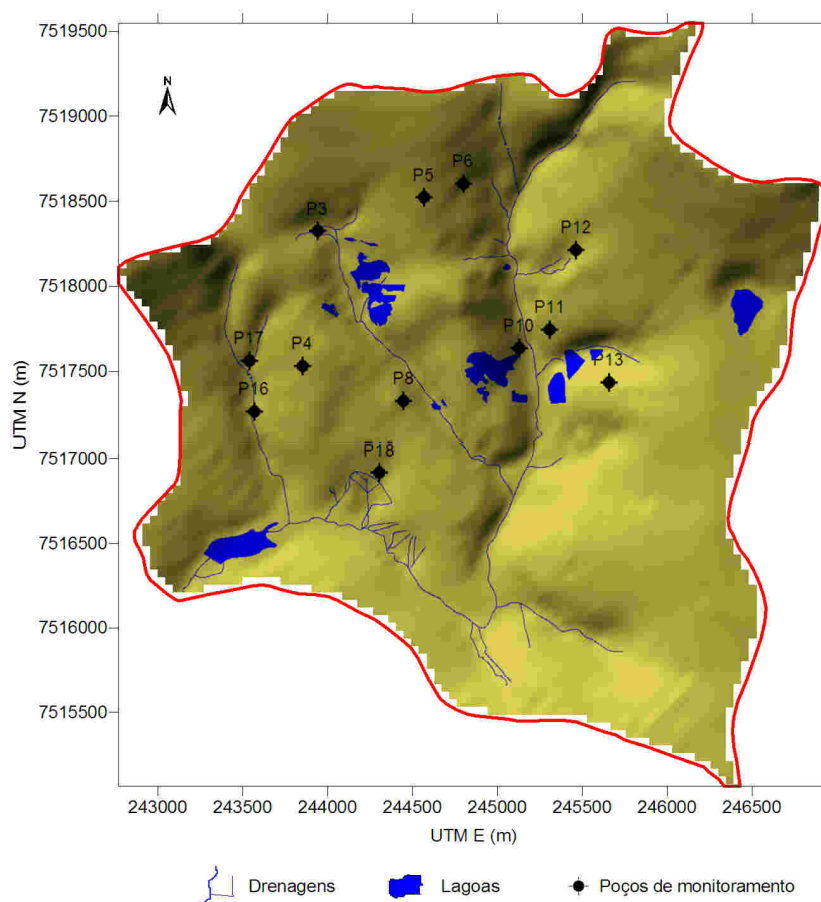 7519500
N
7519000
P6
P5
7518500
P3
P12
7518000
P11
P10
P17
P4
7517500
P13
P8
P16
7517000
P18
7516500
7516000
7515500
UTM N (m)
243000 243500 244000 244500 245000 245500 246000 246500
UTM E (m)
Drenagens Lagoas Poços de monitoramento